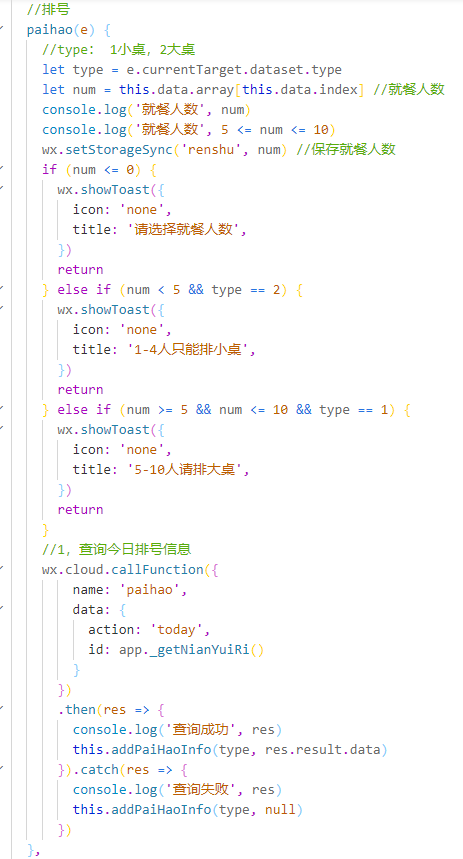 //排号
paihao(e) {
//type: 1小桌，2大桌
let type = e.currentTarget.dataset.type
let num = this.data.array[this.data.index] //就餐人数
console.log('就餐人数', num)
console.log('就餐人数', 5 <= num <= 10)
wx.setStorageSync('renshu', num) //保存就餐人数
if (num <= 0) {
wx.showToast({
icon: 'none',
title: '请选择就餐人数',
})
return
} else if (num < 5 && type == 2) {
wx.showToast({
icon: 'none',
title: '1-4人只能排小桌',
})
return
} else if (num >= 5 && num <= 10 && type == 1) {
wx.showToast({
icon: 'none',
title: '5-10人请排大桌',
})
return
}
//1，查询今日排号信息
wx.cloud.callFunction({
name: 'paihao',
data: {
action: 'today',
id: app._getNianYuiRi()
}
})
.then(res => {
console.log('查询成功', res)
this.addPaiHaoInfo(type, res.result.data)
}).catch(res => {
console.log('查询失败', res)
this.addPaiHaoInfo(type, null)
})
},